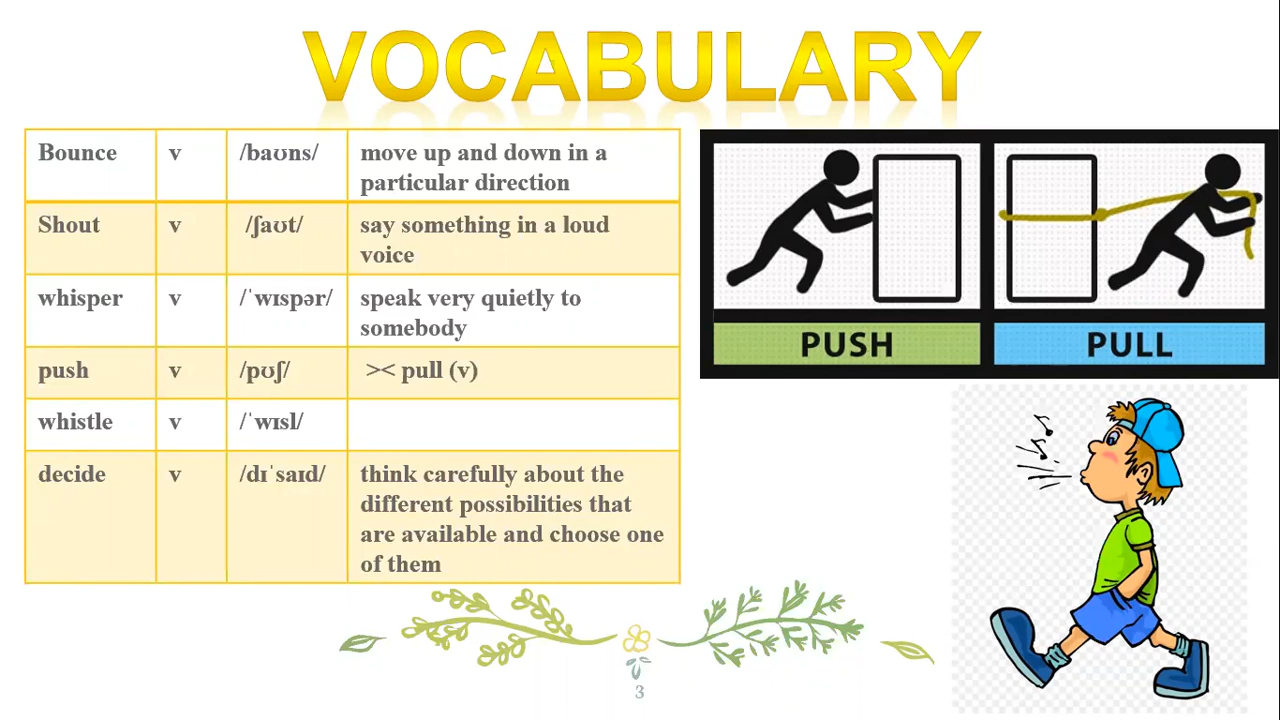 VOCABULARY
Bounce v /baʊns/ move up and down in a
particular direction
Shout v /ʃaʊt/ say something in a loud
voice
whisper v /ˈwɪspər/ speak very quietly to
somebody
push v /pʊʃ/ >< pull (v)
whistle v /ˈwɪsl/
decide v /dɪˈsaɪd/ think carefully about the
different possibilities that
are available and choose one
of them
PUSH
PULL
3